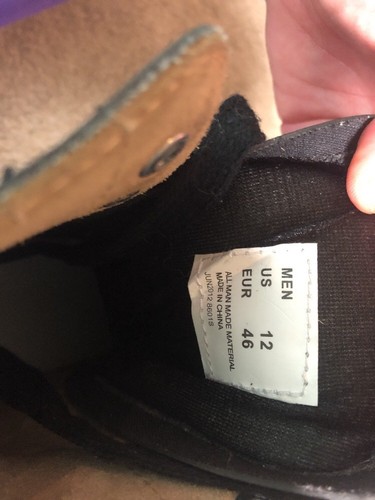 MEN
US 12
EUR 46
ALL MAN MADE MATERIAL
MADE IN CHINA